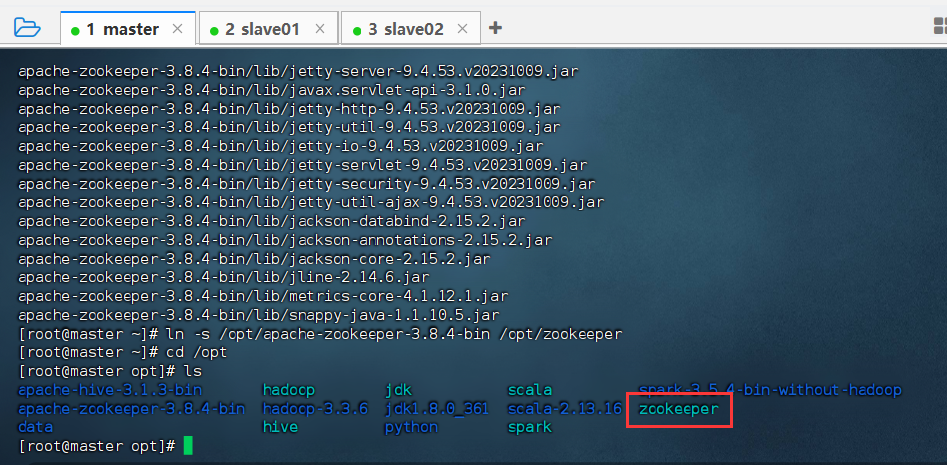 1 master × 2 slave01 × 3 slave02 × +
apache-zookeeper-3.8.4-bin/lib/jetty-server-9.4.53.v20231009.jar
apache-zookeeper-3.8.4-bin/lib/javax.servlet-api-3.1.0.jar
apache-zookeeper-3.8.4-bin/lib/jetty-http-9.4.53.v20231009.jar
apache-zookeeper-3.8.4-bin/lib/jetty-util-9.4.53.v20231009.jar
apache-zookeeper-3.8.4-bin/lib/jetty-io-9.4.53.v20231009.jar
apache-zookeeper-3.8.4-bin/lib/jetty-servlet-9.4.53.v20231009.jar
apache-zookeeper-3.8.4-bin/lib/jetty-security-9.4.53.v20231009.jar
apache-zookeeper-3.8.4-bin/lib/jetty-util-ajax-9.4.53.v20231009.jar
apache-zookeeper-3.8.4-bin/lib/jackson-databind-2.15.2.jar
apache-zookeeper-3.8.4-bin/lib/jackson-annotations-2.15.2.jar
apache-zookeeper-3.8.4-bin/lib/jackson-core-2.15.2.jar
apache-zookeeper-3.8.4-bin/lib/jline-2.14.6.jar
apache-zookeeper-3.8.4-bin/lib/metrics-core-4.1.12.1.jar
apache-zookeeper-3.8.4-bin/lib/snappy-java-1.1.10.5.jar
[root@master ~]# ln -s /opt/apache-zookeeper-3.8.4-bin /opt/zookeeper
[root@master ~]# cd /opt
[root@master opt]# ls
apache-hive-3.1.3-bin hadoop jdk scala spark-3.5.4-bin-without-hadoop
apache-zookeeper-3.8.4-bin hadoop-3.3.6 jdk1.8.0_361 scala-2.13.16 zookeeper
data hive python spark
[root@master opt]#